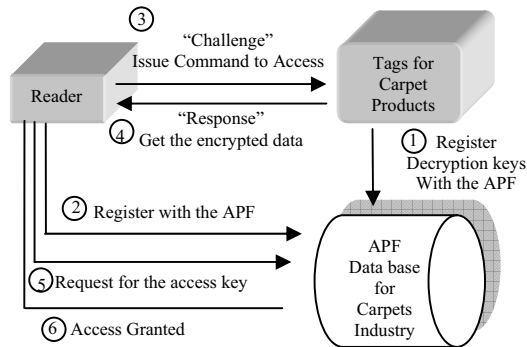 ③
“Challenge”
Issue Command to Access
Reader
Tags for
Carpet
Products
“Response”
④ Get the encrypted data
① Register
Decryption keys
With the APF
② Register with the APF
APF
Data base
for
Carpets
Industry
⑤ Request for the access key
⑥ Access Granted